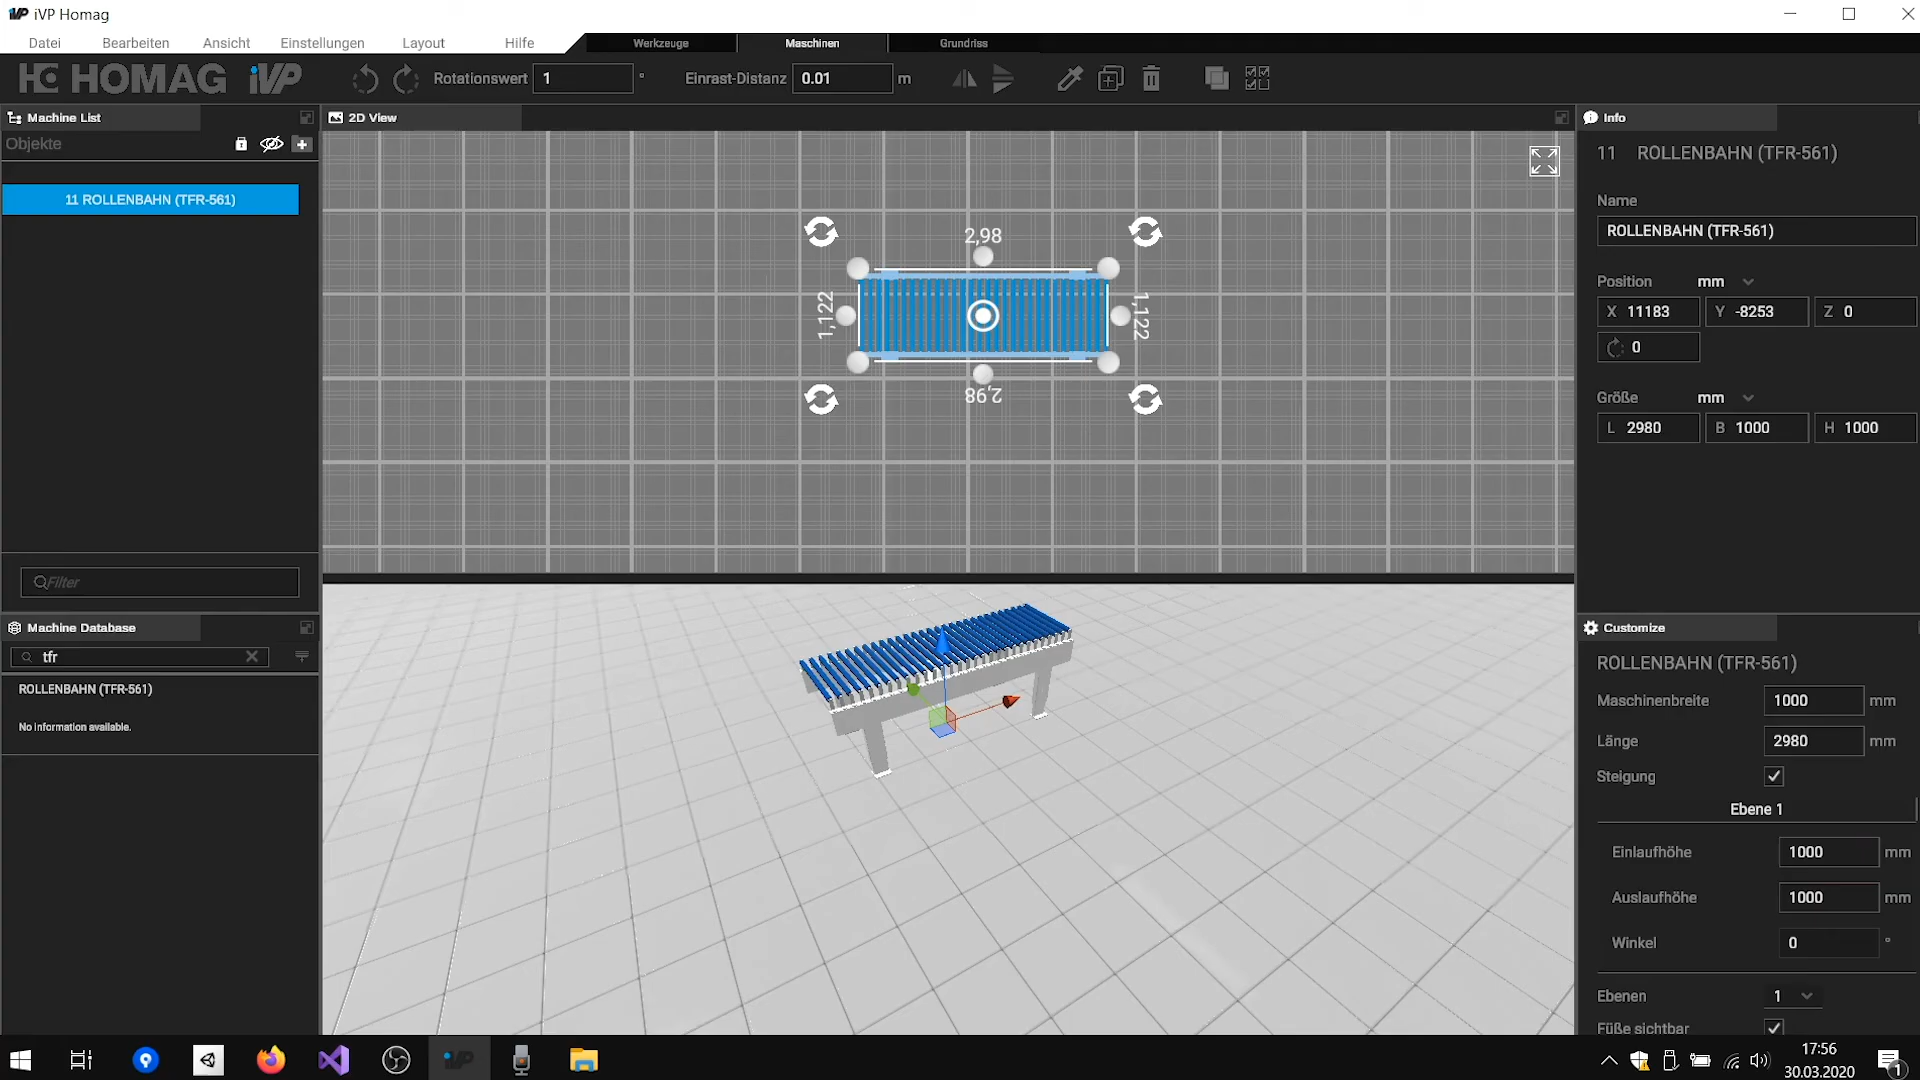 iVP Homag
Datei Bearbeiten Ansicht Einstellungen Layout Hilfe Werkzeuge Maschinen Grundriss
HOMAG iVP Rotationswert 1 ° Einrast-Distanz 0.01 m
Machine List
Objekte
11 ROLLENBAHN (TFR-561)
Filter
Machine Database
tfr
ROLLENBAHN (TFR-561)
No information available.
2D View
2,98
1,122
1,122
2,98
Info
11 ROLLENBAHN (TFR-561)
Name
ROLLENBAHN (TFR-561)
Position mm
X 11183 Y -8253 Z 0
0
Größe mm
L 2980 B 1000 H 1000
Customize
ROLLENBAHN (TFR-561)
Maschinenbreite 1000 mm
Länge 2980 mm
Steigung
Ebene 1
Einlaufhöhe 1000 mm
Auslaufhöhe 1000 mm
Winkel 0 °
Ebenen 1
Füße sichtbar
iVP
17:56
30.03.2020
1